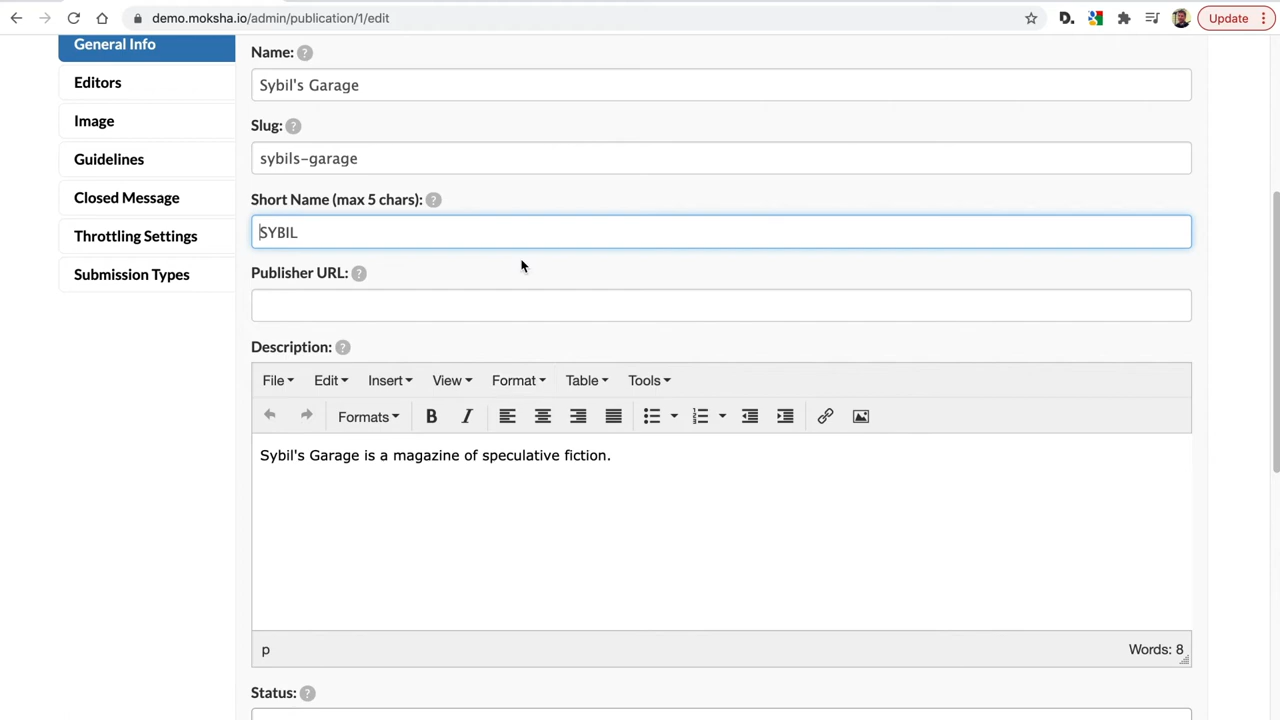 demo.moksha.io/admin/publication/1/edit
D.
Update
General Info
Editors
Image
Guidelines
Closed Message
Throttling Settings
Submission Types
Name: ?
Sybil's Garage
Slug: ?
sybils-garage
Short Name (max 5 chars): ?
SYBIL
Publisher URL: ?
Description: ?
File Edit Insert View Format Table Tools
Formats B I
Sybil's Garage is a magazine of speculative fiction.
p Words: 8
Status: ?